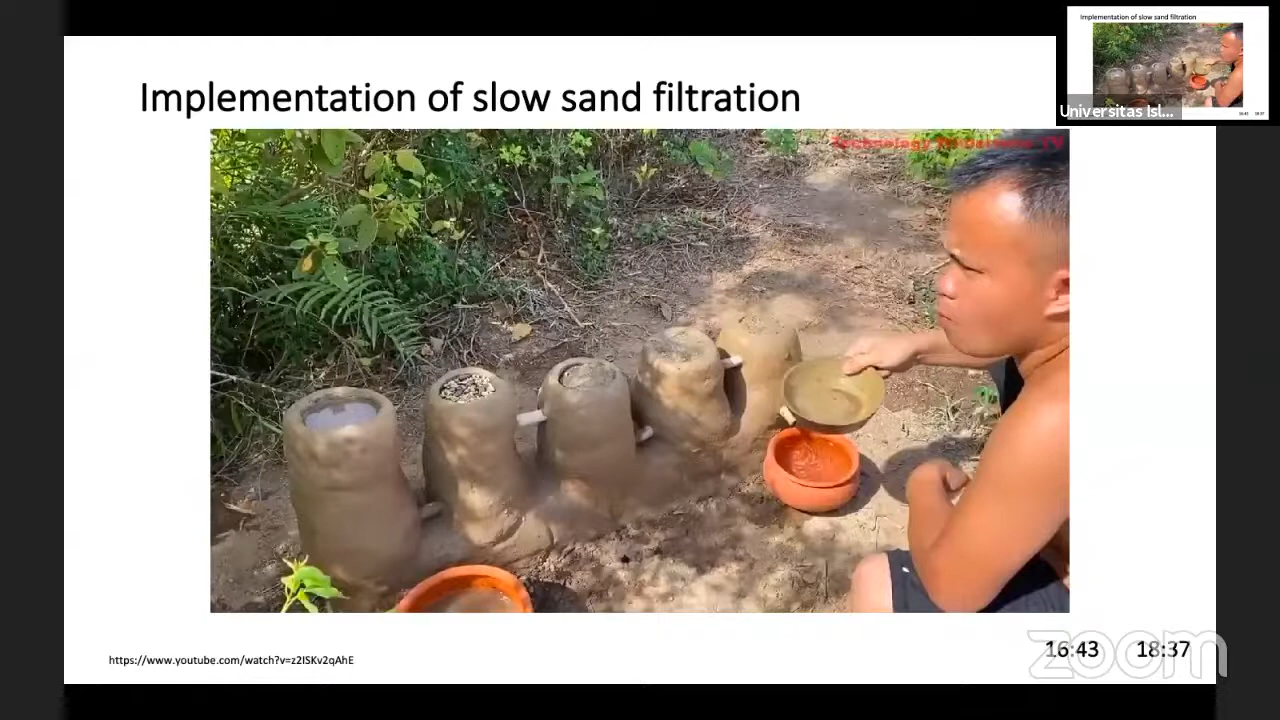 Implementation of slow sand filtration
Universitas Isl...
Implementation of slow sand filtration
https://www.youtube.com/watch?v=z2ISKv2qAhE
16:43 18:37
zoom